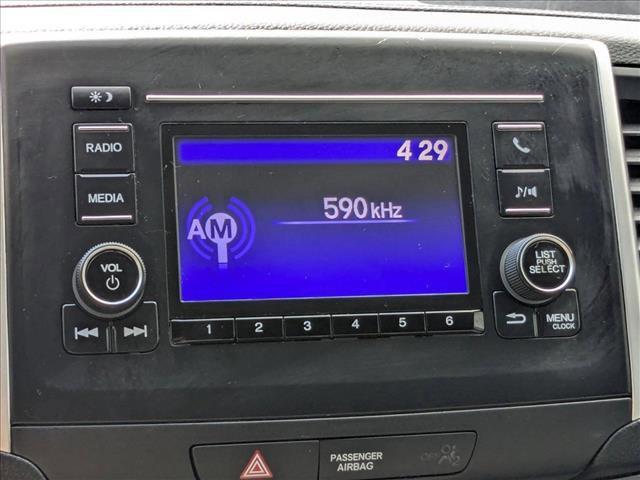 RADIO
MEDIA
VOL
4 29
AM
590 kHz
1 2 3 4 5 6
LIST
PUSH
SELECT
MENU
CLOCK
PASSENGER
AIRBAG
OFF